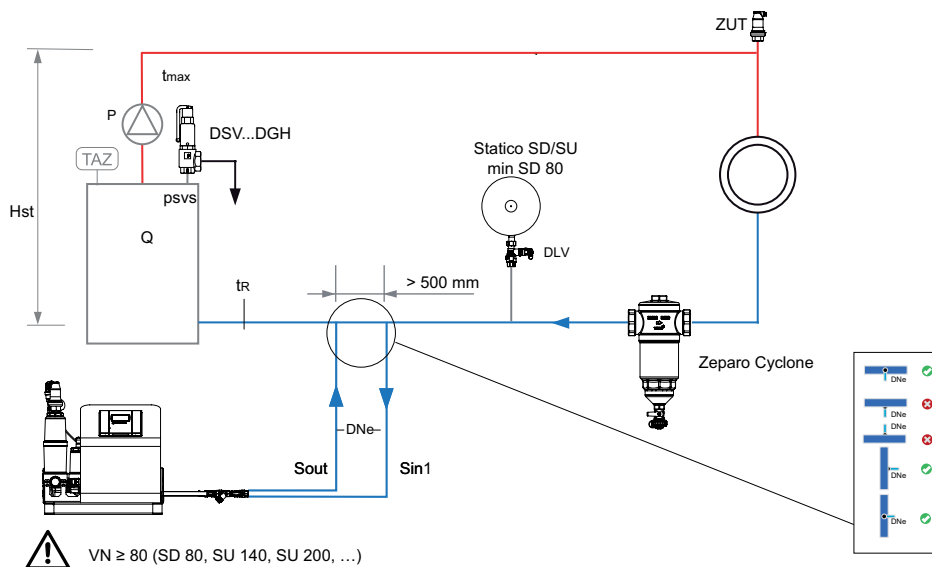 ZUT
tmax
P
DSV...DGH
TAZ
Statico SD/SU
min SD 80
psvs
Hst
Q
DLV
> 500 mm
tR
Zeparo Cyclone
DNe
DNe
DNe
DNe
DNe
DNe
Sout
Sin1
VN ≥ 80 (SD 80, SU 140, SU 200, …)